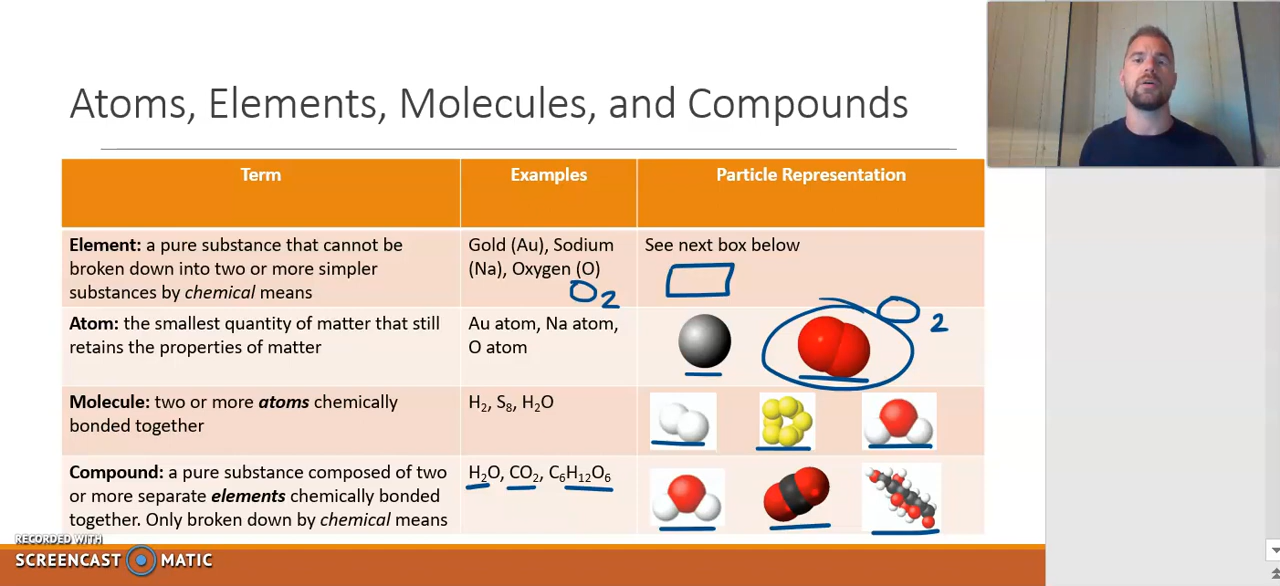 Atoms, Elements, Molecules, and Compounds
Term
Examples
Particle Representation
Element: a pure substance that cannot be
broken down into two or more simpler
substances by chemical means
Gold (Au), Sodium
(Na), Oxygen (O)
O2
See next box below
Atom: the smallest quantity of matter that still
retains the properties of matter
Au atom, Na atom,
O atom
O2
Molecule: two or more atoms chemically
bonded together
H₂, S₈, H₂O
Compound: a pure substance composed of two
or more separate elements chemically bonded
together. Only broken down by chemical means
H₂O, CO₂, C₆H₁₂O₆
RECORDED WITH
SCREENCAST MATIC